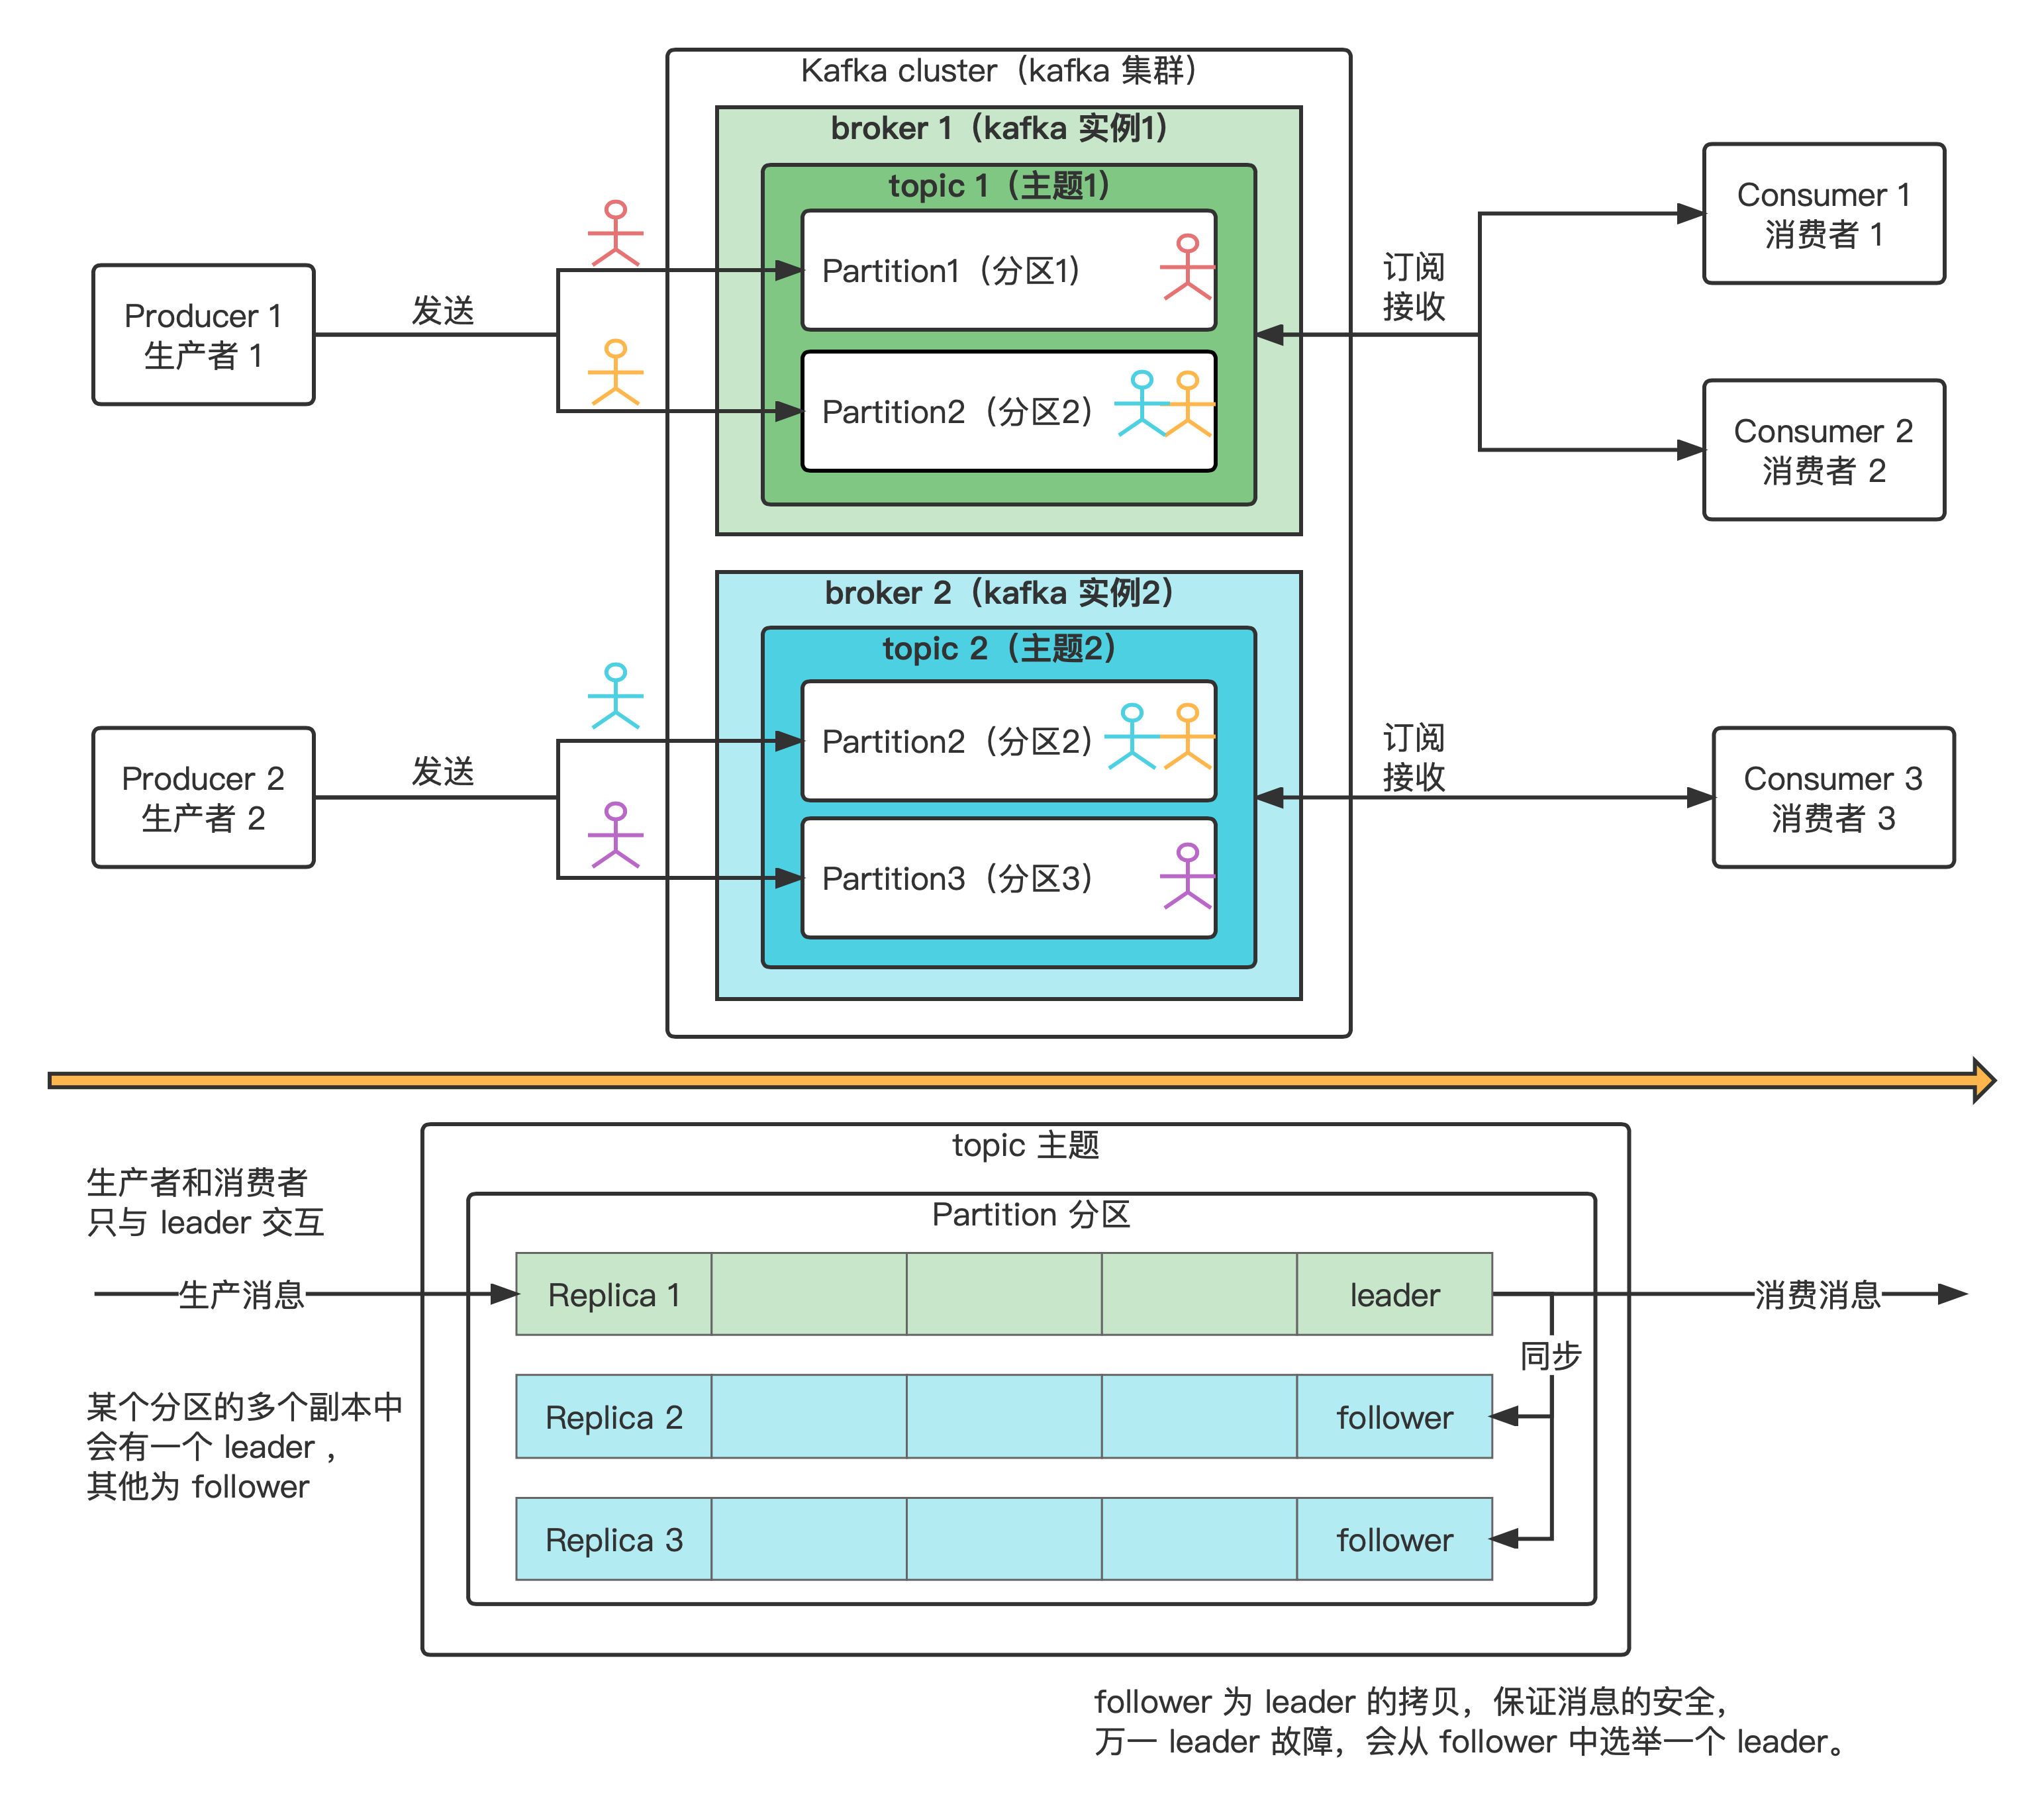 Kafka cluster（kafka 集群）
broker 1（kafka 实例1）
topic 1（主题1）
Partition1（分区1）
Partition2（分区2）
Producer 1
生产者 1
发送
订阅
接收
Consumer 1
消费者 1
Consumer 2
消费者 2
broker 2（kafka 实例2）
topic 2（主题2）
Partition2（分区2）
Partition3（分区3）
Producer 2
生产者 2
发送
订阅
接收
Consumer 3
消费者 3
topic 主题
Partition 分区
生产者和消费者
只与 leader 交互
生产消息
Replica 1
leader
消费消息
同步
Replica 2
follower
Replica 3
follower
某个分区的多个副本中
会有一个 leader ，
其他为 follower
follower 为 leader 的拷贝，保证消息的安全，
万一 leader 故障，会从 follower 中选举一个 leader。